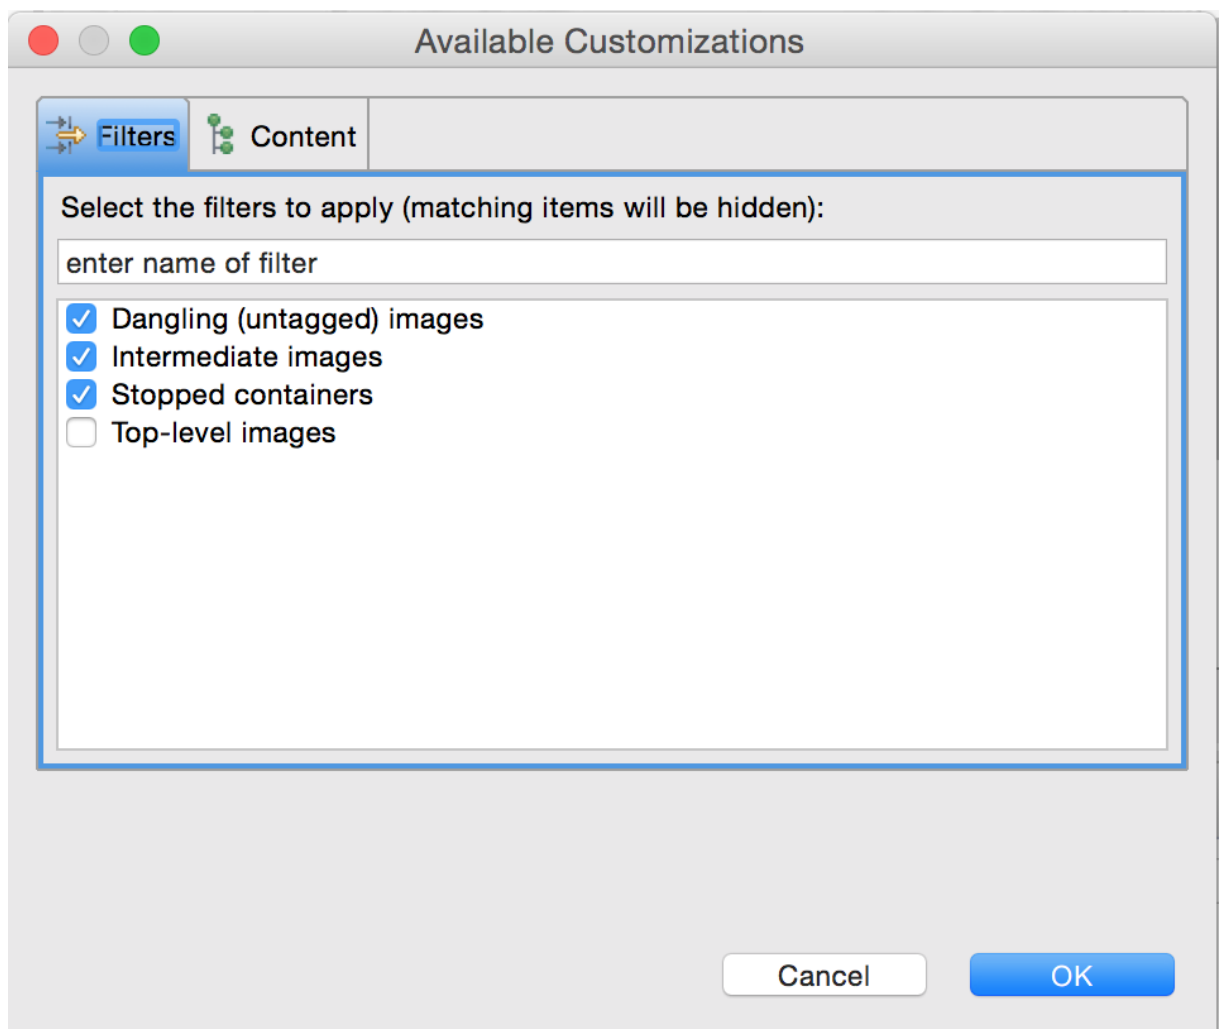 Available Customizations
Filters
Content
Select the filters to apply (matching items will be hidden):
enter name of filter
Dangling (untagged) images
Intermediate images
Stopped containers
Top-level images
Cancel
OK